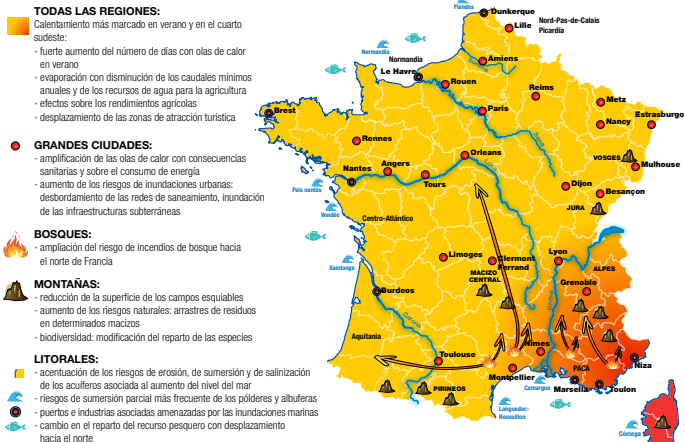 TODAS LAS REGIONES:
Calentamiento más marcado en verano y en el cuarto
sudeste:
- fuerte aumento del número de días con olas de calor
en verano
- evaporación con disminución de los caudales mínimos
anuales y de los recursos de agua para la agricultura
- efectos sobre los rendimientos agrícolas
- desplazamiento de las zonas de atracción turística
GRANDES CIUDADES:
- amplificación de las olas de calor con consecuencias
sanitarias y sobre el consumo de energía
- aumento de los riesgos de inundaciones urbanas:
desbordamiento de las redes de saneamiento, inundación
de las infraestructuras subterráneas
BOSQUES:
- ampliación del riesgo de incendios de bosque hacia
el norte de Francia
MONTAÑAS:
- reducción de la superficie de los campos esquiables
- aumento de los riesgos naturales: arrastres de residuos
en determinados macizos
- biodiversidad: modificación del reparto de las especies
LITORALES:
- acentuación de los riesgos de erosión, de sumersión y de salinización
de los acuíferos asociada al aumento del nivel del mar
- riesgos de sumersión parcial más frecuente de los pólderes y albuferas
- puertos e industrias asociadas amenazadas por las inundaciones marinas
- cambio en el reparto del recurso pesquero con desplazamiento
hacia el norte
Flandes
Dunkerque
Lille
Nord-Pas-de-Calais
Picardía
Normandía
Normandía
Amiens
Somme
Le Havre
Rouen
Reims
Metz
París
Nancy
Estrasburgo
Brest
Sena
Rennes
VOSGES
Mulhouse
Orleans
Angers
Nantes
Tours
Loira
Dijon
Besançon
País nantés
JURA
Vendée
Centro-Atlántico
Saintonge
Limoges
Clermont
Ferrand
Lyon
ALPES
MACIZO
CENTRAL
Grenoble
Burdeos
Garona
Ródano
Aquitania
Toulouse
Nîmes
PACA
Niza
Montpellier
Camargue
Marsella
Toulon
PIRINEOS
Languedoc-
Roussillon
Córcega